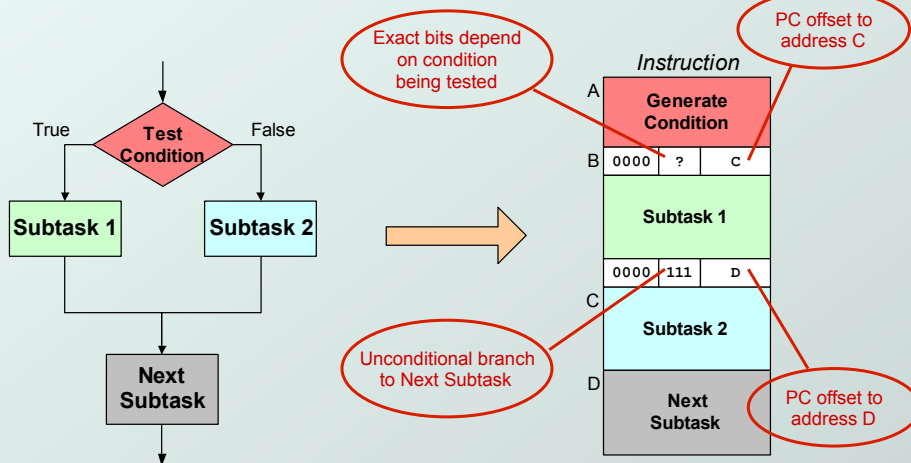 True
Test
Condition
False
Subtask 1
Subtask 2
Next
Subtask
Exact bits depend
on condition
being tested
PC offset to
address C
Instruction
A
Generate
Condition
B
0000 ? C
Subtask 1
0000 111 D
C
Subtask 2
Unconditional branch
to Next Subtask
D
Next
Subtask
PC offset to
address D